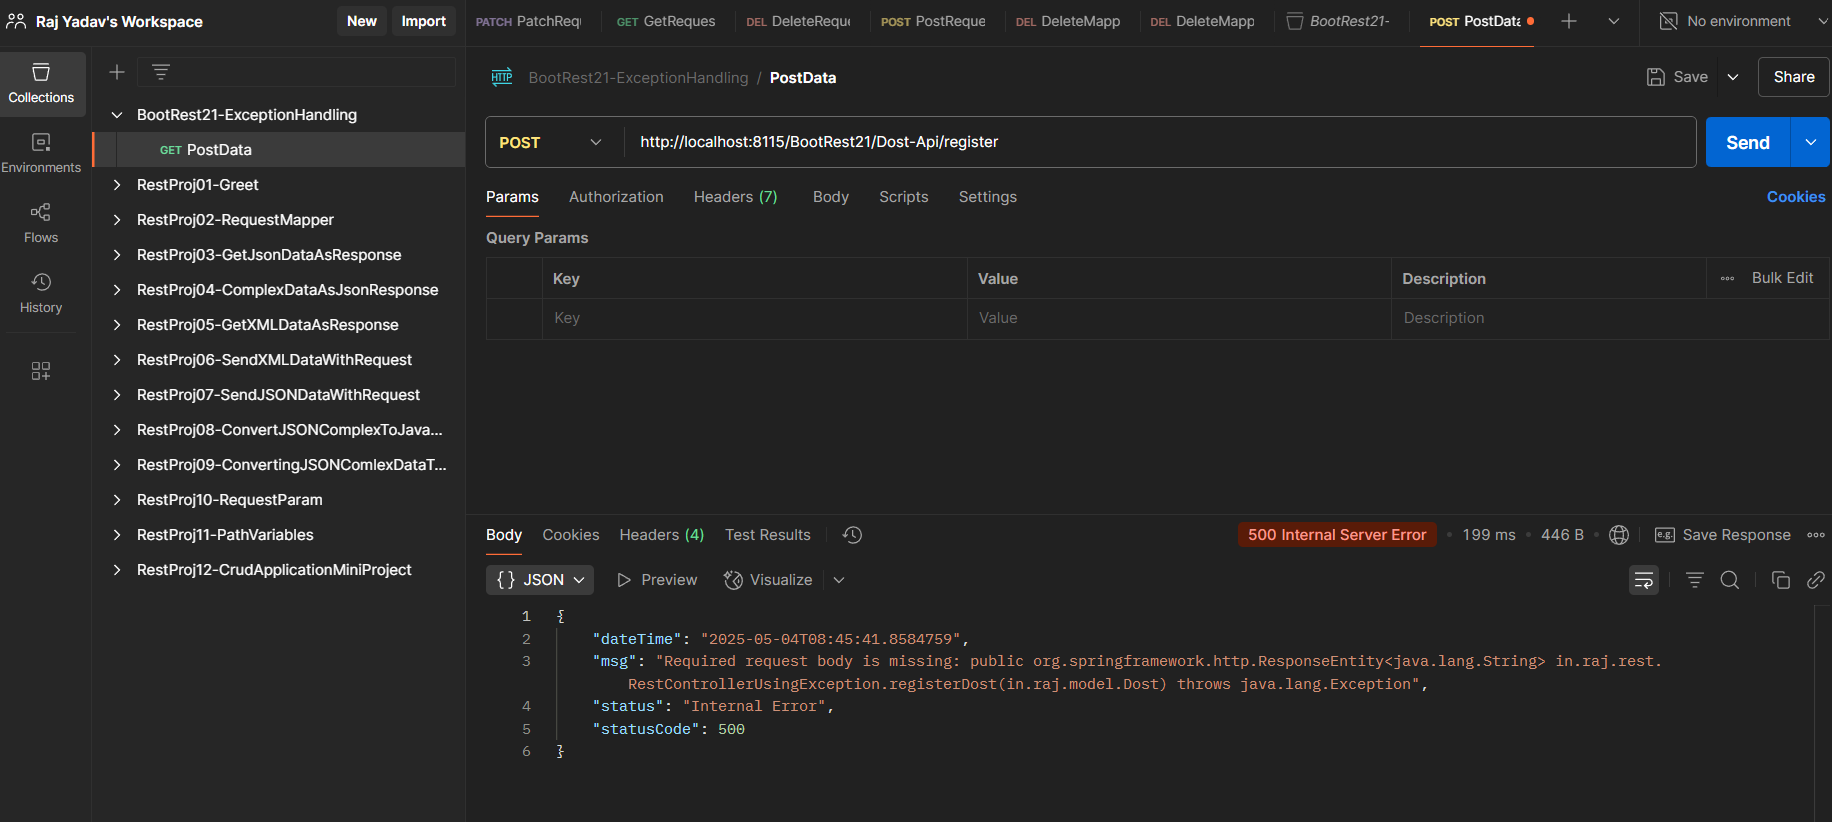 Raj Yadav's Workspace
New
Import
PATCH PatchReq
GET GetReques
DEL DeleteReque
POST PostReque
DEL DeleteMapp
DEL DeleteMapp
BootRest21-
POST PostData
No environment
Collections
Environments
Flows
History
BootRest21-ExceptionHandling
GET PostData
RestProj01-Greet
RestProj02-RequestMapper
RestProj03-GetJsonDataAsResponse
RestProj04-ComplexDataAsJsonResponse
RestProj05-GetXMLDataAsResponse
RestProj06-SendXMLDataWithRequest
RestProj07-SendJSONDataWithRequest
RestProj08-ConvertJSONComplexToJava...
RestProj09-ConvertingJSONComlexDataT...
RestProj10-RequestParam
RestProj11-PathVariables
RestProj12-CrudApplicationMiniProject
HTTP BootRest21-ExceptionHandling / PostData
Save
Share
POST
http://localhost:8115/BootRest21/Dost-Api/register
Send
Params Authorization Headers (7) Body Scripts Settings
Cookies
Query Params
Key Value Description Bulk Edit
Key Value Description
Body Cookies Headers (4) Test Results
500 Internal Server Error • 199 ms • 446 B
e.g. Save Response
{ } JSON
Preview
Visualize
1 {
2 "dateTime": "2025-05-04T08:45:41.8584759",
3 "msg": "Required request body is missing: public org.springframework.http.ResponseEntity<java.lang.String> in.raj.rest.
RestControllerUsingException.registerDost(in.raj.model.Dost) throws java.lang.Exception",
4 "status": "Internal Error",
5 "statusCode": 500
6 }